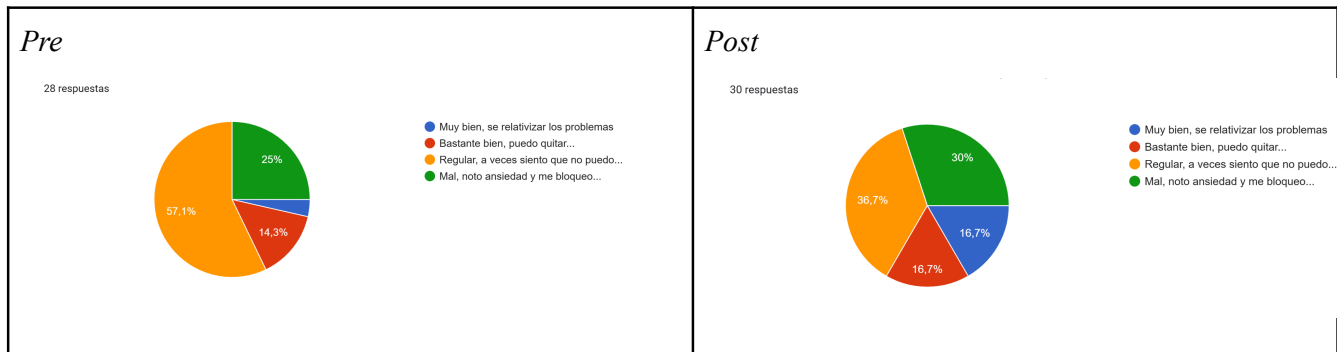 Pre
28 respuestas
25%
57,1%
14,3%
Muy bien, se relativizar los problemas
Bastante bien, puedo quitar...
Regular, a veces siento que no puedo...
Mal, noto ansiedad y me bloqueo...
Post
30 respuestas
30%
36,7%
16,7%
16,7%
Muy bien, se relativizar los problemas
Bastante bien, puedo quitar...
Regular, a veces siento que no puedo...
Mal, noto ansiedad y me bloqueo...